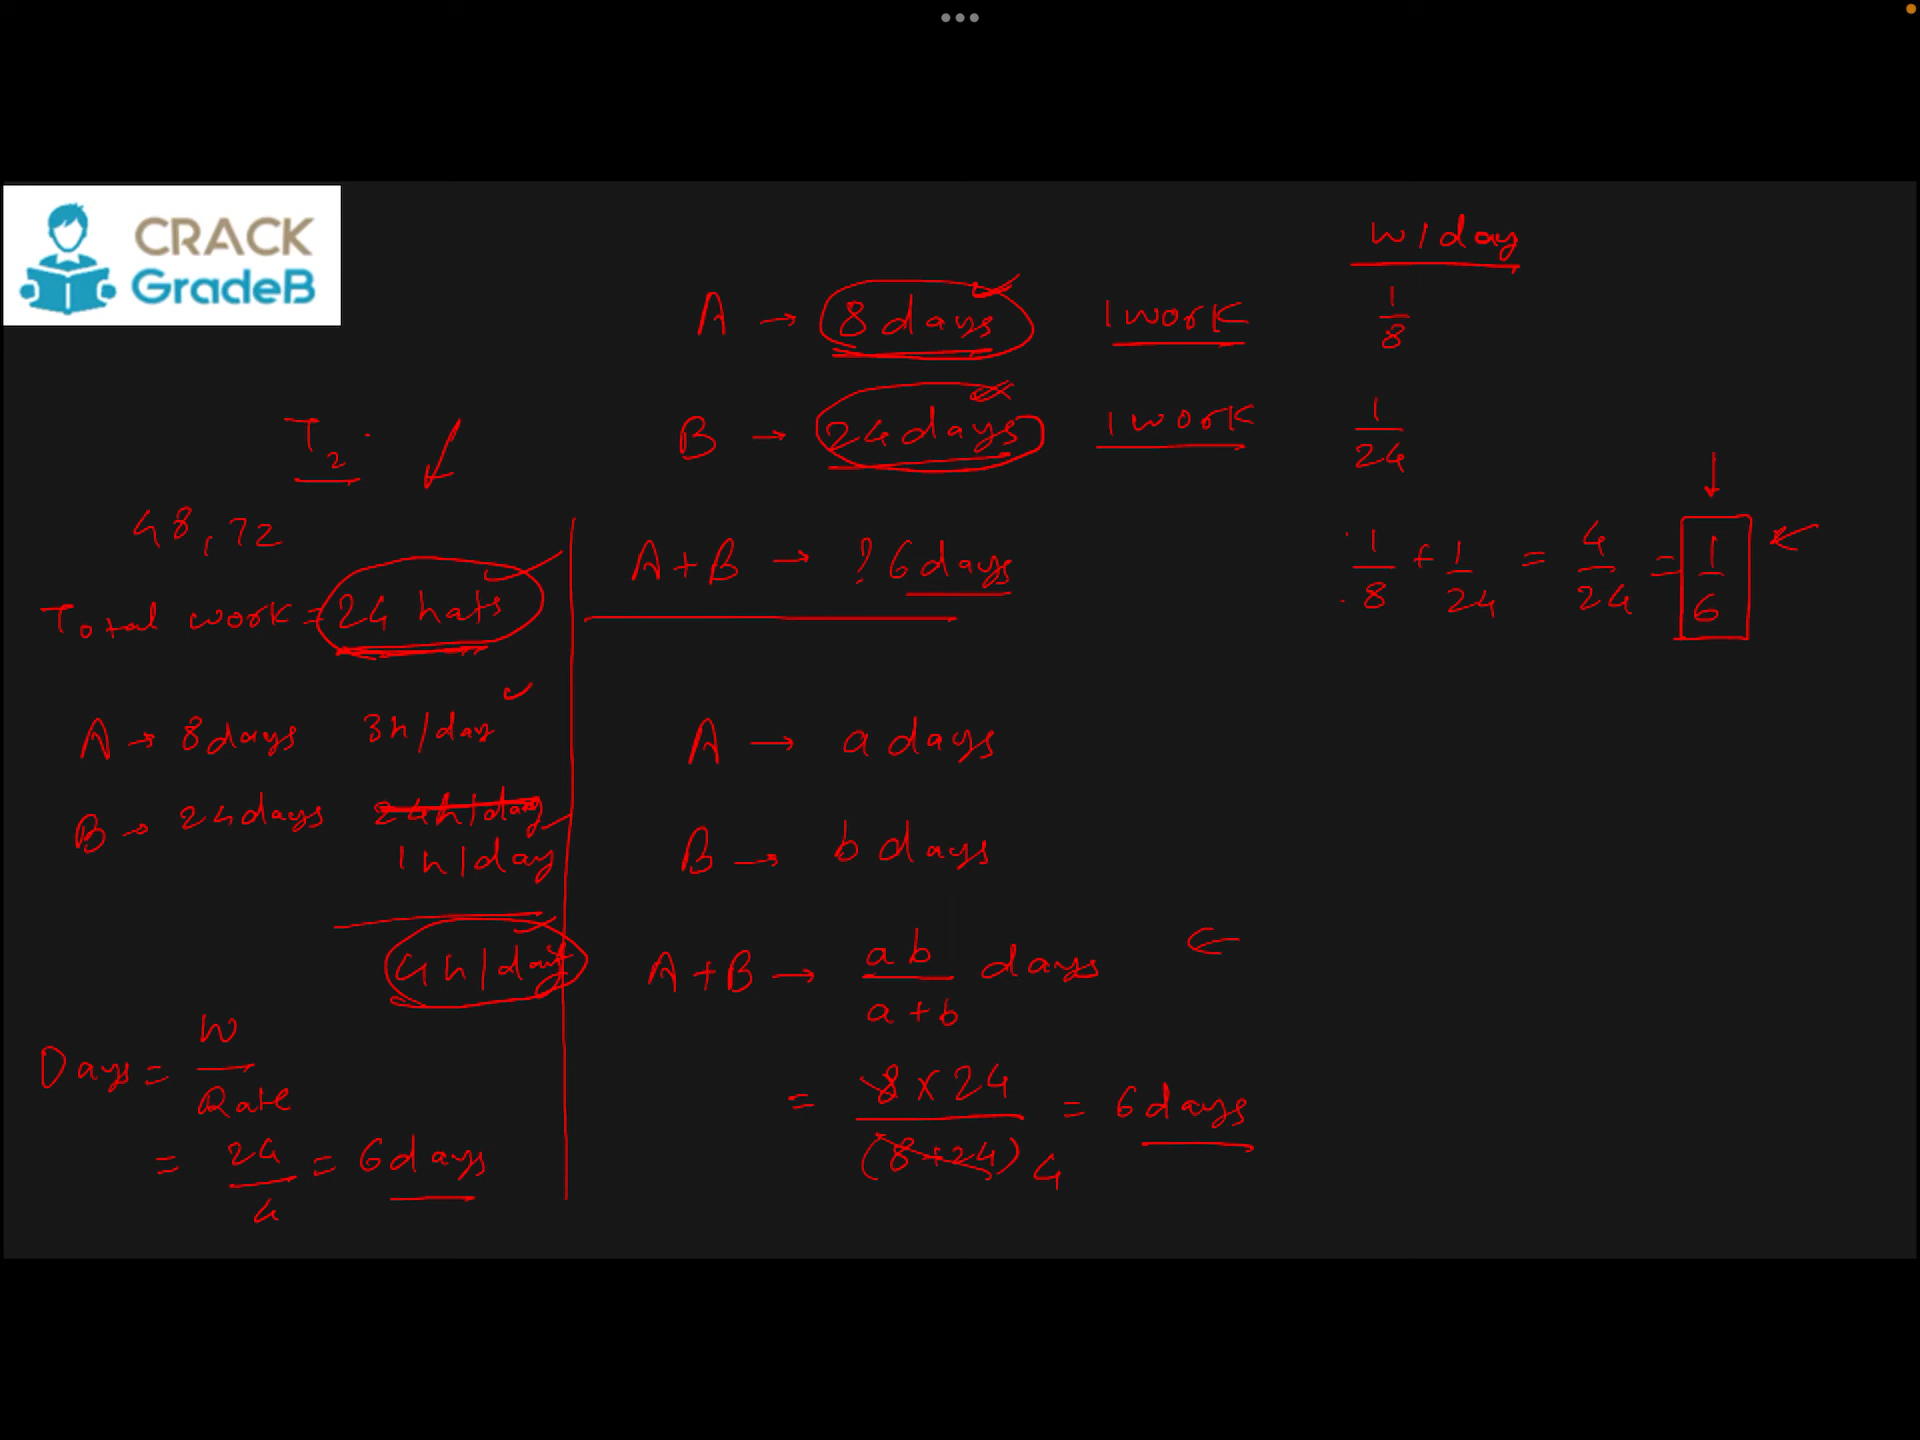 CRACK
GradeB
W/day
A → 8 days 1 work 1/8
B → 24 days 1 work 1/24
A+B → ? 6 days 1/8 + 1/24 = 4/24 = 1/6
T2
48, 72
Total work = 24 hats
A → 8 days 3h/day
B → 24 days 24h/day
1h/day
4h/day
Days = W/Rate
= 24/4 = 6 days
A → a days
B → b days
A+B → ab/a+b days
= 8 x 24/(8+24) 4 = 6 days